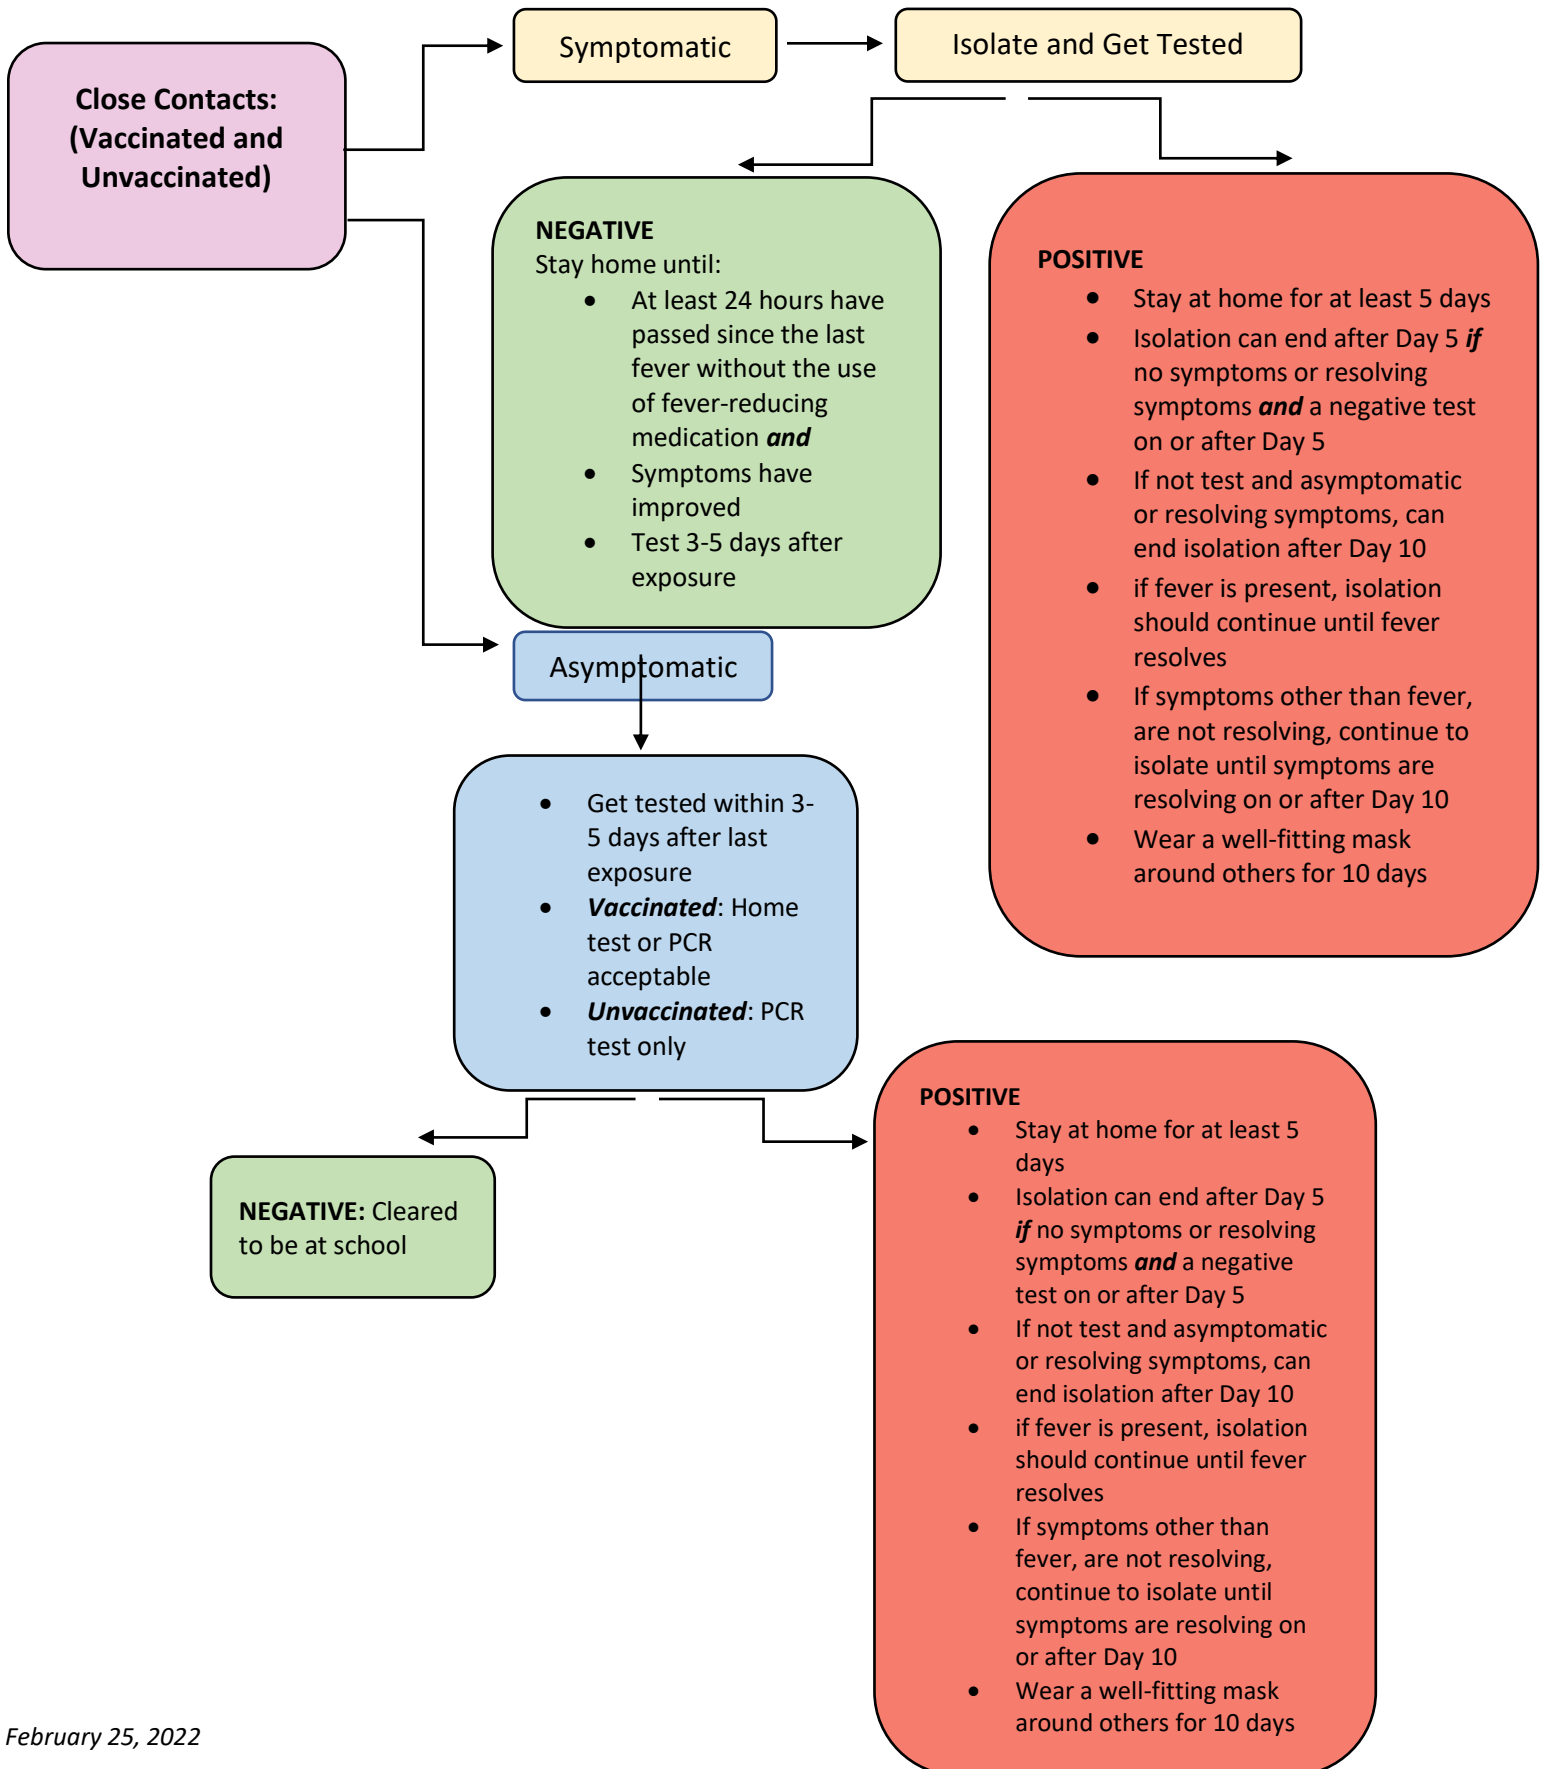 Close Contacts:
(Vaccinated and
Unvaccinated)
Symptomatic
Isolate and Get Tested
NEGATIVE
Stay home until:
• At least 24 hours have
passed since the last
fever without the use
of fever-reducing
medication and
• Symptoms have
improved
• Test 3-5 days after
exposure
POSITIVE
• Stay at home for at least 5 days
• Isolation can end after Day 5 if
no symptoms or resolving
symptoms and a negative test
on or after Day 5
• If not test and asymptomatic
or resolving symptoms, can
end isolation after Day 10
• if fever is present, isolation
should continue until fever
resolves
• If symptoms other than fever,
are not resolving, continue to
isolate until symptoms are
resolving on or after Day 10
• Wear a well-fitting mask
around others for 10 days
Asymptomatic
• Get tested within 3-
5 days after last
exposure
• Vaccinated: Home
test or PCR
acceptable
• Unvaccinated: PCR
test only
NEGATIVE: Cleared
to be at school
POSITIVE
• Stay at home for at least 5
days
• Isolation can end after Day 5
if no symptoms or resolving
symptoms and a negative
test on or after Day 5
• If not test and asymptomatic
or resolving symptoms, can
end isolation after Day 10
• if fever is present, isolation
should continue until fever
resolves
• If symptoms other than
fever, are not resolving,
continue to isolate until
symptoms are resolving on
or after Day 10
• Wear a well-fitting mask
around others for 10 days
February 25, 2022